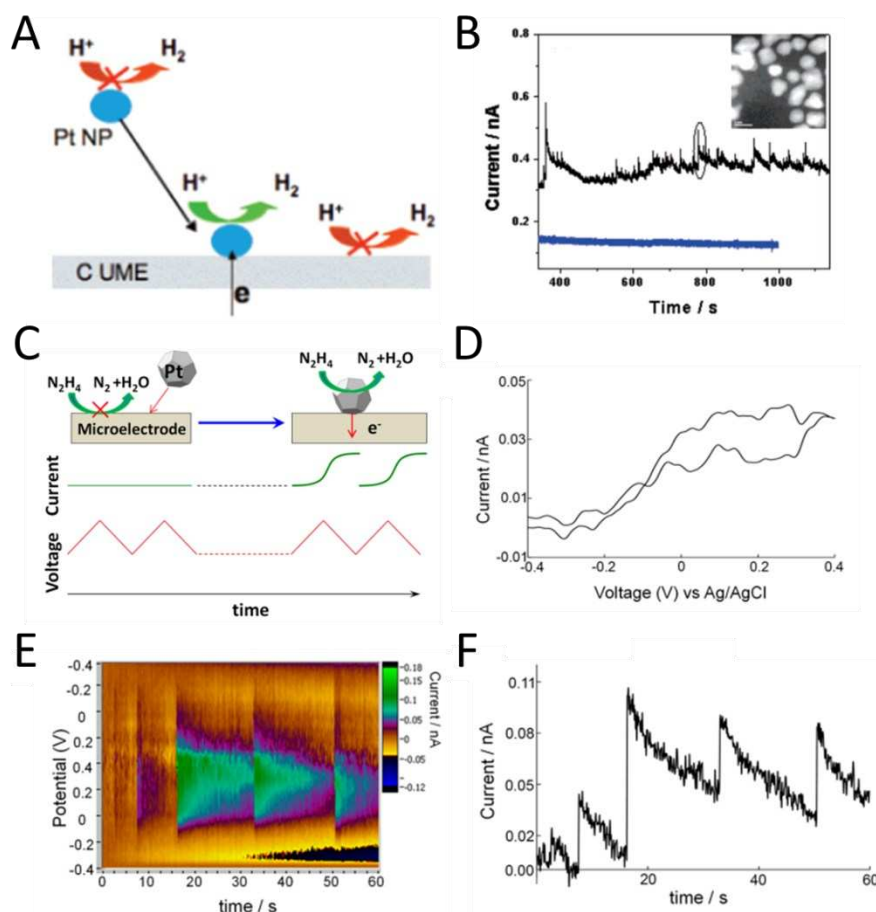 A
H+
H2
Pt NP
H+
H2
H+
H2
C UME
e
B
Current / nA
0.8
0.6
0.4
0.2
400
600
800
1000
Time / s
C
N2H4
N2 +H2O
Pt
N2H4
N2 +H2O
Microelectrode
e-
Current
Voltage
time
D
Current / nA
0.05
0.03
0.01
-0.01
-0.4
-0.2
0
0.2
0.4
Voltage (V) vs Ag/AgCl
E
Potential (V)
-0.4
-0.2
0
0.2
0.4
0.2
0
-0.2
-0.4
0
10
20
30
40
50
60
time / s
0.18
0.15
0.1
0.05
0
-0.05
-0.12
Current / nA
F
Current / nA
0.11
0.08
0.05
0.02
0.00
20
40
60
time / s